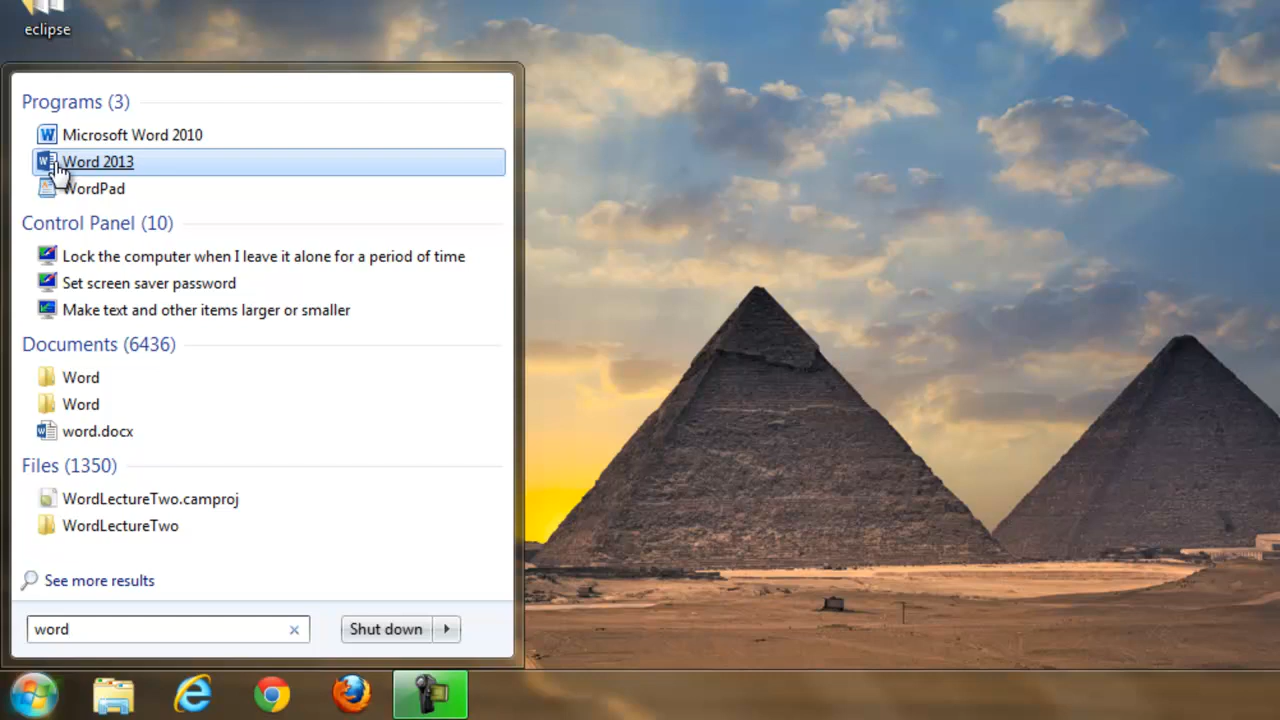 eclipse
Programs (3)
Microsoft Word 2010
Word 2013
WordPad
Control Panel (10)
Lock the computer when I leave it alone for a period of time
Set screen saver password
Make text and other items larger or smaller
Documents (6436)
Word
Word
word.docx
Files (1350)
WordLectureTwo.camproj
WordLectureTwo
See more results
word
Shut down